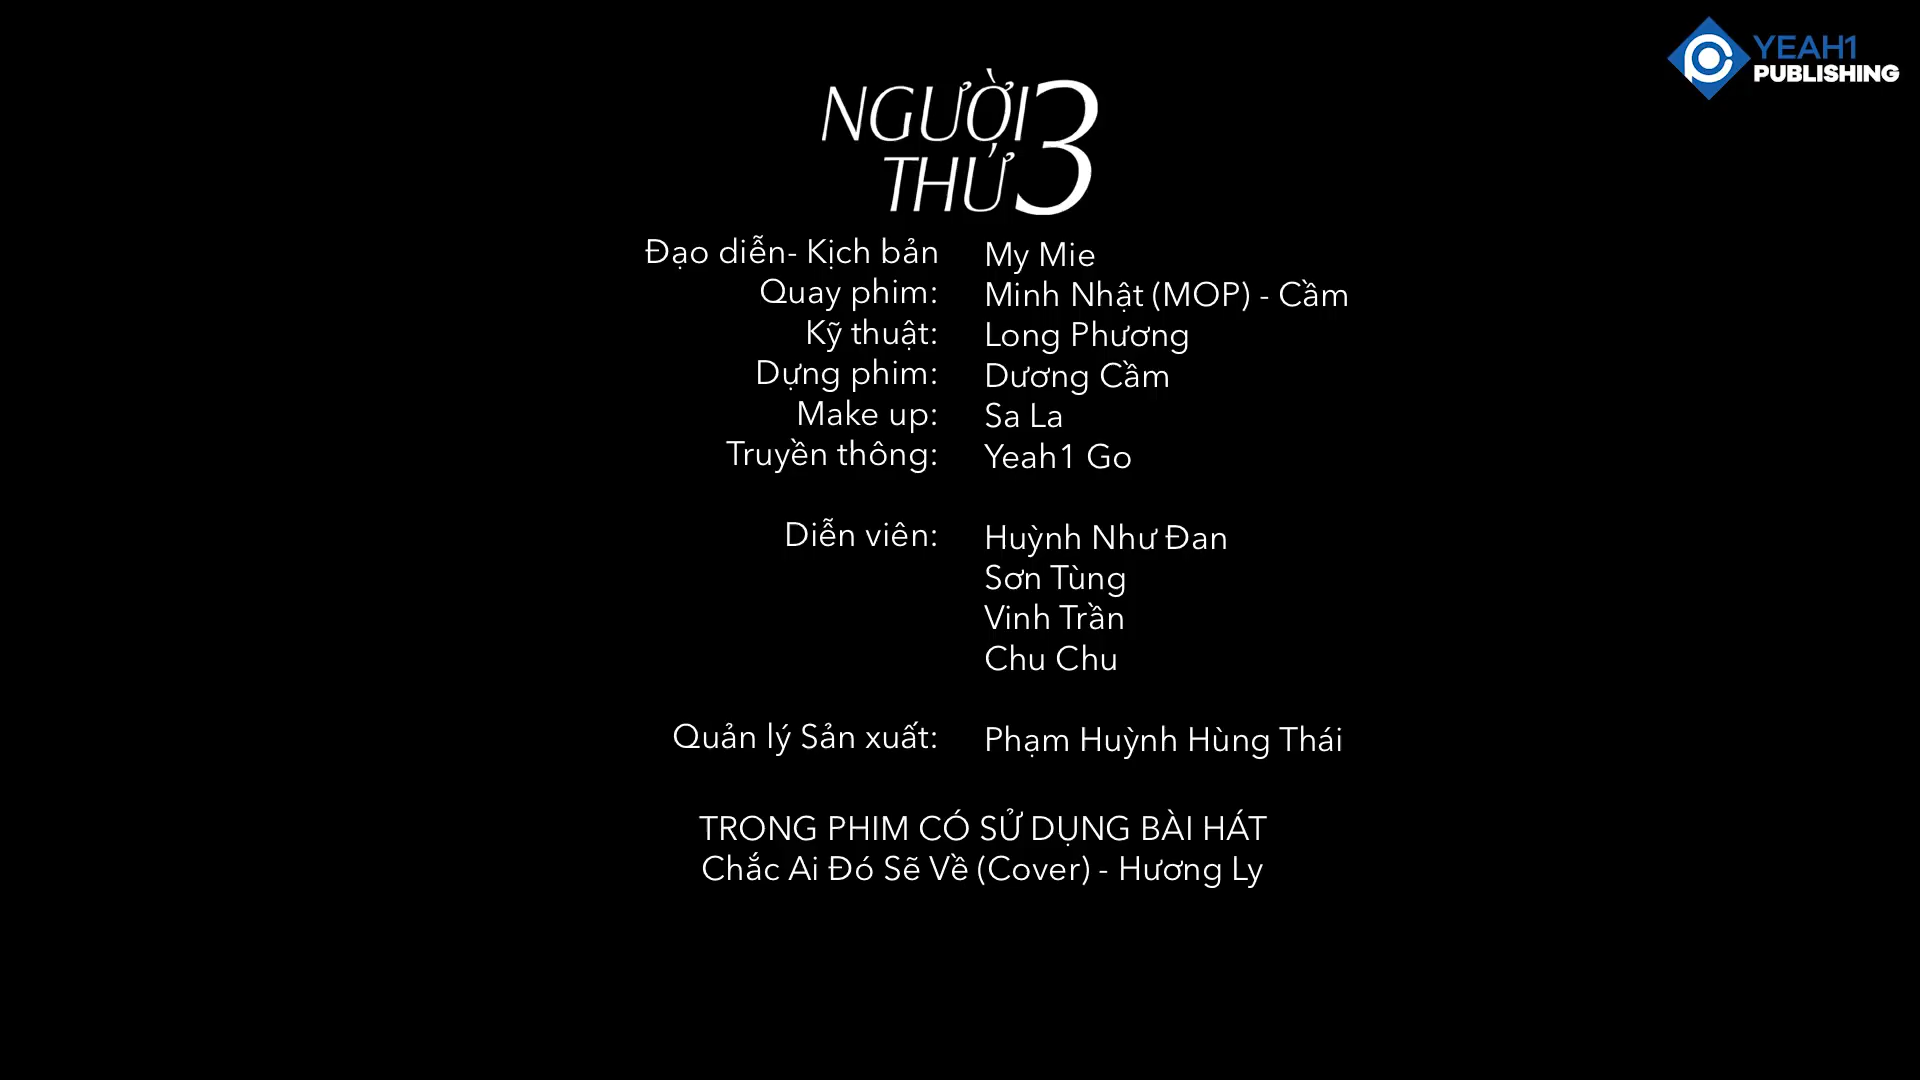 YEAH1
PUBLISHING
NGƯỜI
THỨ 3
Đạo diễn- Kịch bản My Mie
Quay phim: Minh Nhật (MOP) - Cầm
Kỹ thuật: Long Phương
Dựng phim: Dương Cầm
Make up: Sa La
Truyền thông: Yeah1 Go
Diễn viên: Huỳnh Như Đan
Sơn Tùng
Vinh Trần
Chu Chu
Quản lý Sản xuất: Phạm Huỳnh Hùng Thái
TRONG PHIM CÓ SỬ DỤNG BÀI HÁT
Chắc Ai Đó Sẽ Về (Cover) - Hương Ly